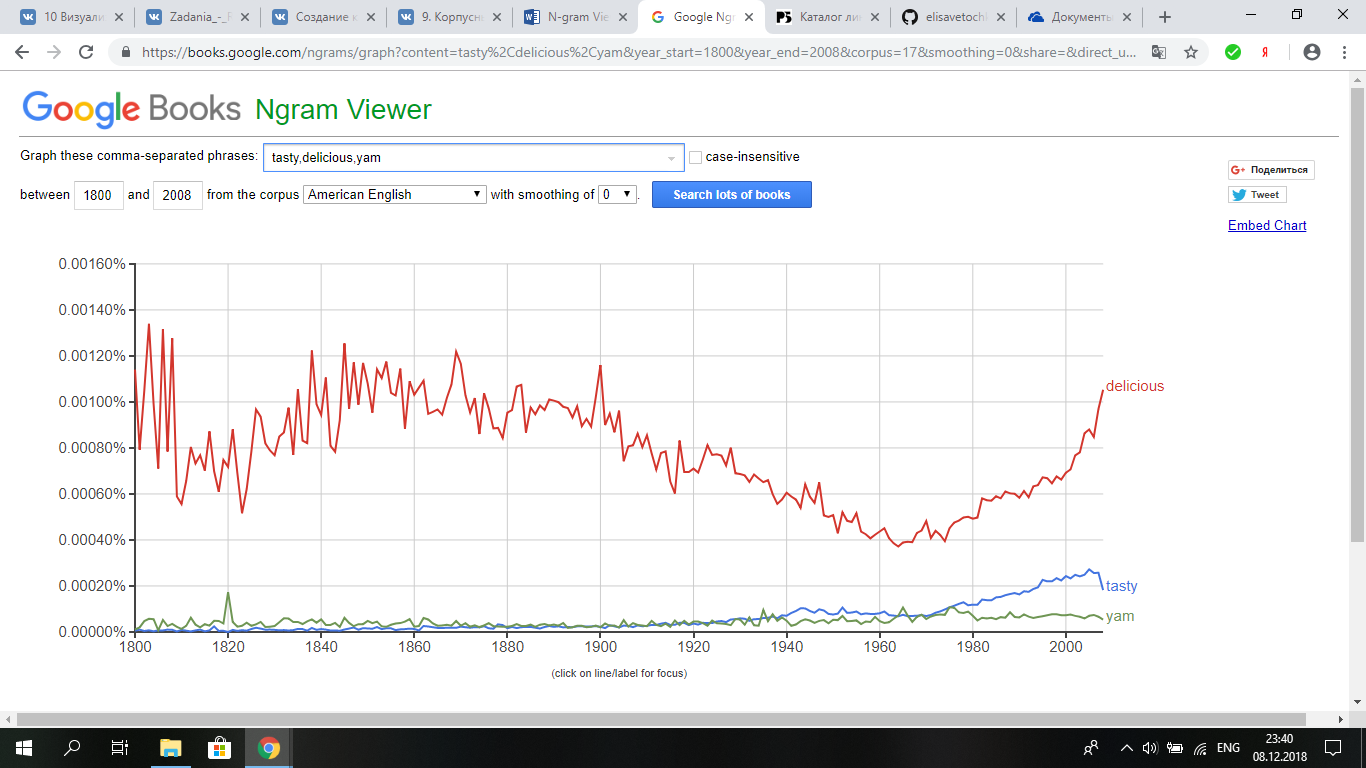 10 Визуали
Zadania_-_F
Создание к
9. Корпусн
N-gram Vie
Google Ngr
Каталог ли
elisavetoch
Документы
https://books.google.com/ngrams/graph?content=tasty%2Cdelicious%2Cyam&year_start=1800&year_end=2008&corpus=17&smoothing=0&share=&direct_u...
Google Books Ngram Viewer
Graph these comma-separated phrases: tasty,delicious,yam case-insensitive
between 1800 and 2008 from the corpus American English with smoothing of 0 . Search lots of books
G+ Поделиться
Tweet
Embed Chart
0.00160%
0.00140%
0.00120%
0.00100%
0.00080%
0.00060%
0.00040%
0.00020%
0.00000%
delicious
tasty
yam
1800 1820 1840 1860 1880 1900 1920 1940 1960 1980 2000
(click on line/label for focus)
ENG
23:40
08.12.2018